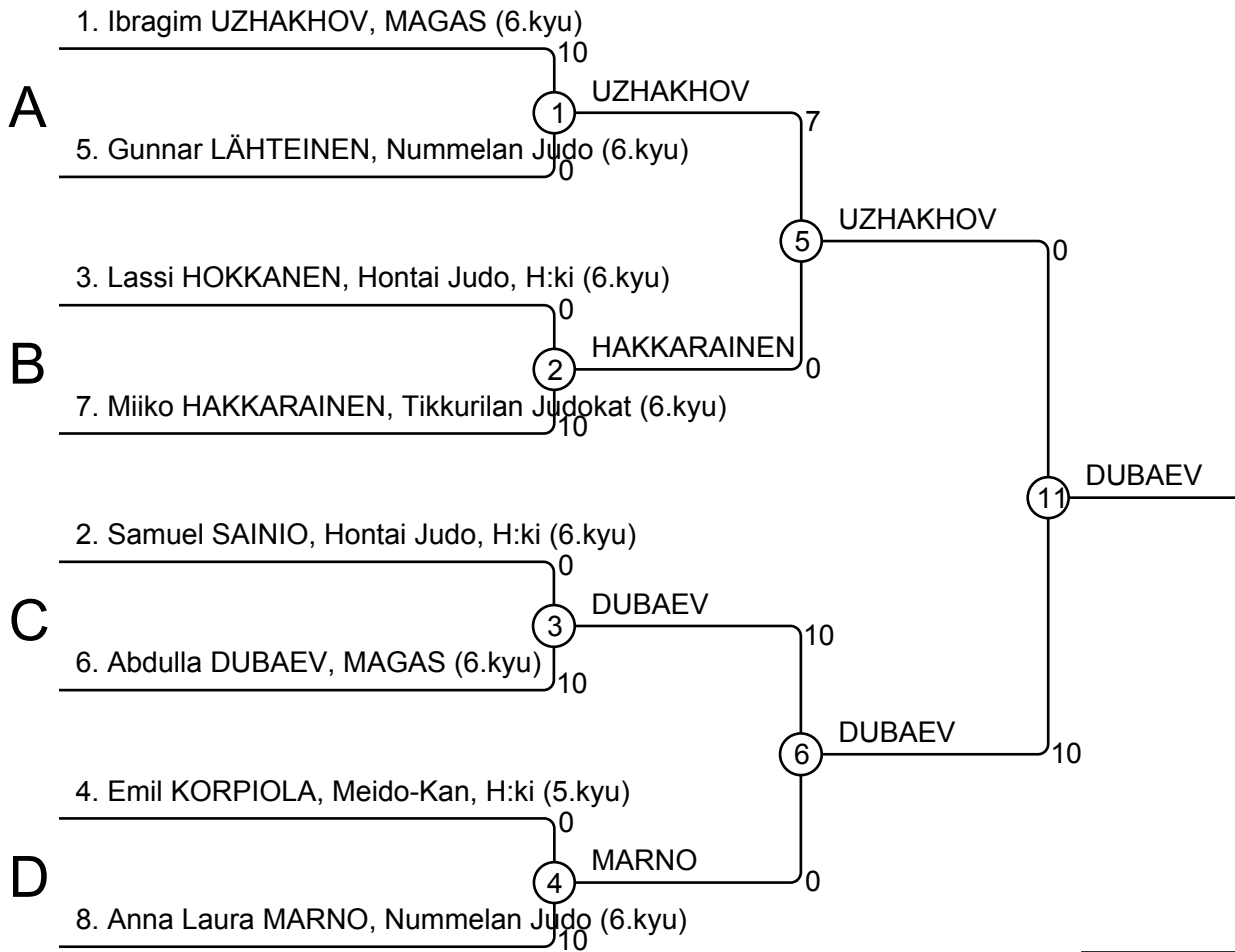 1. Ibragim UZHAKHOV, MAGAS (6.kyu)
10
A
1
UZHAKHOV
7
5. Gunnar LÄHTEINEN, Nummelan Judo (6.kyu)
0
5
UZHAKHOV
0
3. Lassi HOKKANEN, Hontai Judo, H:ki (6.kyu)
0
B
2
HAKKARAINEN
0
7. Miiko HAKKARAINEN, Tikkurilan Judokat (6.kyu)
10
11
DUBAEV
2. Samuel SAINIO, Hontai Judo, H:ki (6.kyu)
0
C
3
DUBAEV
10
6. Abdulla DUBAEV, MAGAS (6.kyu)
10
6
DUBAEV
10
4. Emil KORPIOLA, Meido-Kan, H:ki (5.kyu)
0
D
4
MARNO
0
8. Anna Laura MARNO, Nummelan Judo (6.kyu)
10